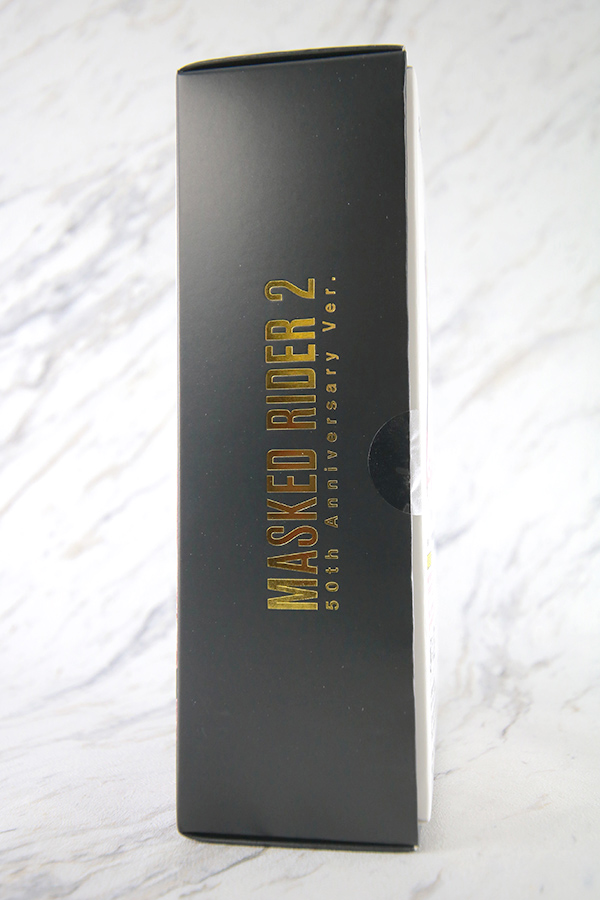 MASKED RIDER 2
50th Anniversary Ver.